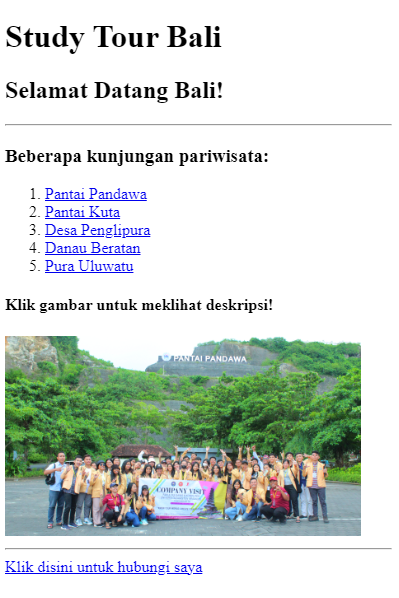 Study Tour Bali
Selamat Datang Bali!
Beberapa kunjungan pariwisata:
1. Pantai Pandawa
2. Pantai Kuta
3. Desa Penglipura
4. Danau Beratan
5. Pura Uluwatu
Klik gambar untuk meklihat deskripsi!
PANTAI PANDAWA
COMPANY VISIT
Klik disini untuk hubungi saya